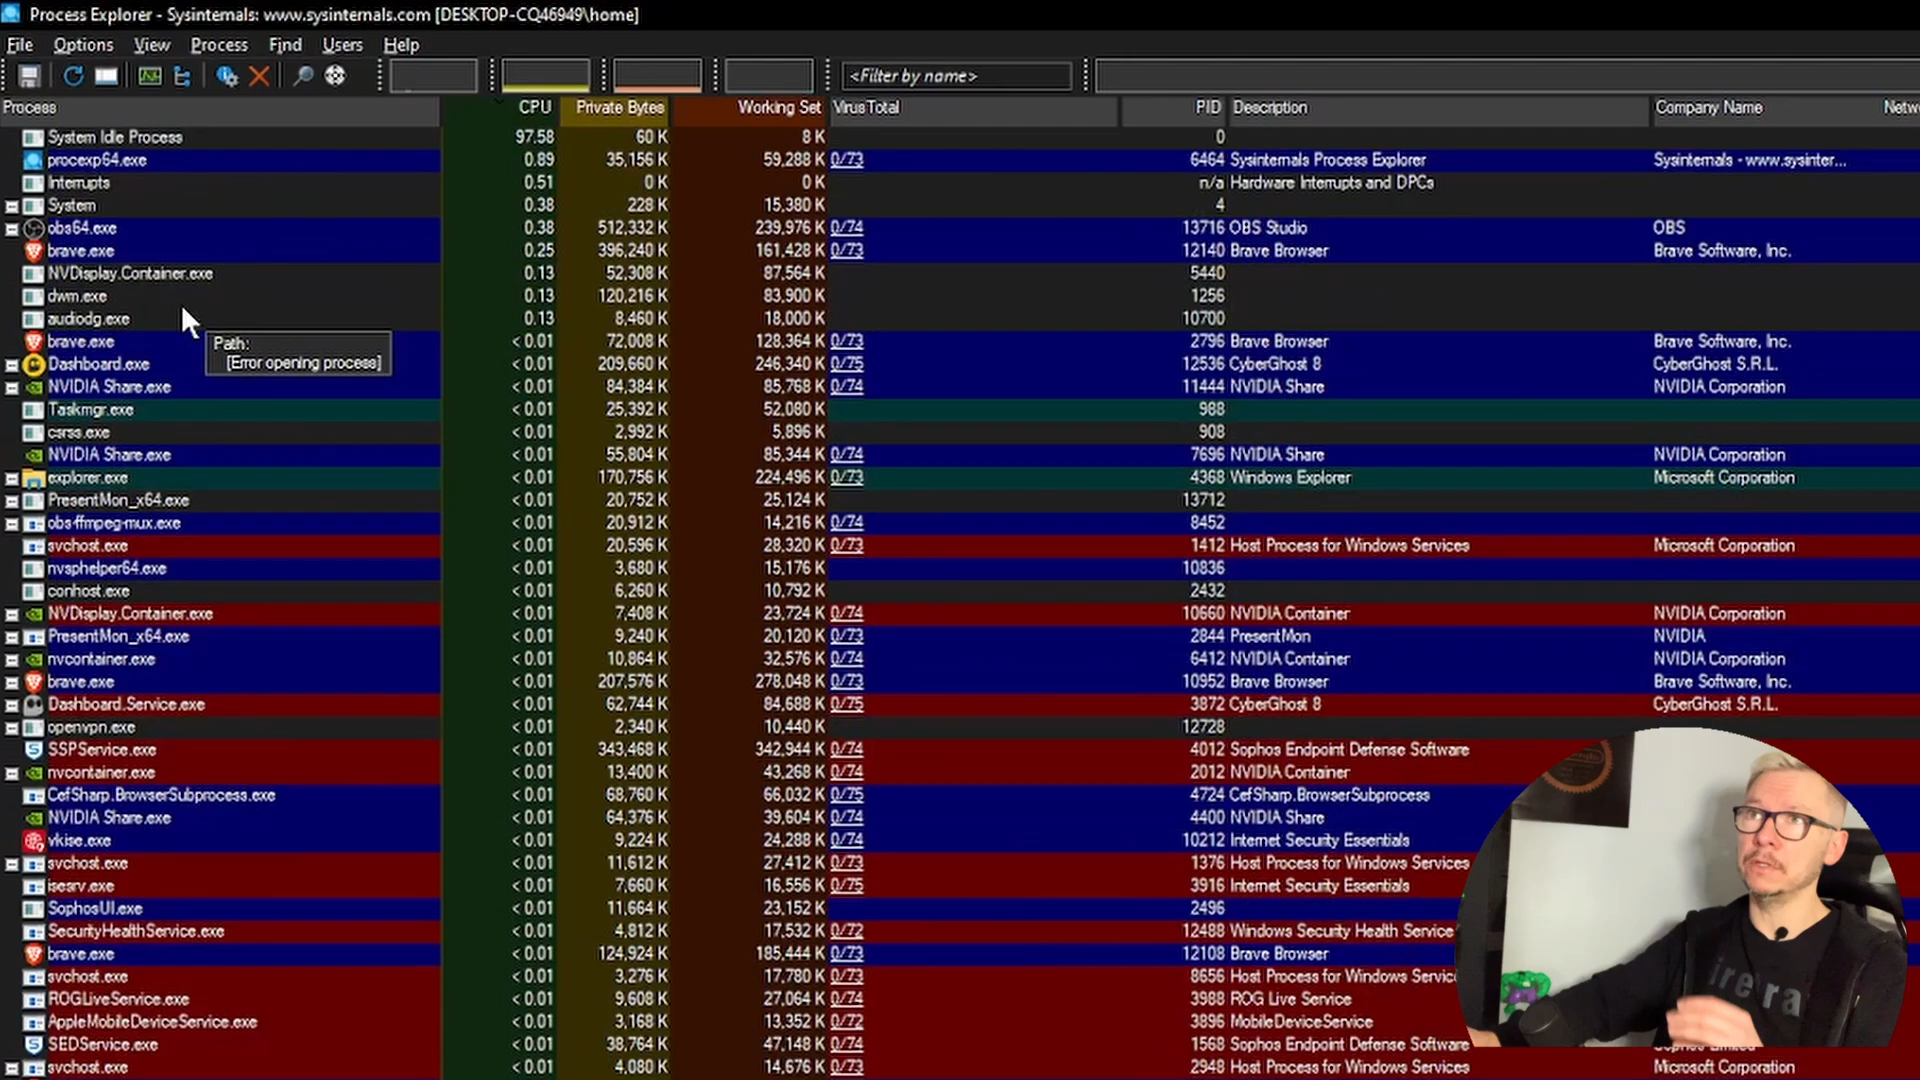 Process Explorer - Sysinternals: www.sysinternals.com [DESKTOP-CQ46949\home]
File Options View Process Find Users Help
<Filter by name>
Process CPU Private Bytes Working Set VirusTotal PID Description Company Name Netw
System Idle Process 97.58 60 K 8 K 0
procexp64.exe 0.89 35,156 K 59,288 K 0/73 6464 Sysinternals Process Explorer Sysinternals - www.sysinter...
Interrupts 0.51 0 K 0 K n/a Hardware Interrupts and DPCs
System 0.38 228 K 15,380 K 4
obs64.exe 0.38 512,332 K 239,976 K 0/74 13716 OBS Studio OBS
brave.exe 0.25 396,240 K 161,428 K 0/73 12140 Brave Browser Brave Software, Inc.
NVDisplay.Container.exe 0.13 52,308 K 87,564 K 5440
dwm.exe 0.13 120,216 K 83,900 K 1256
audiodg.exe 0.13 8,460 K 18,000 K 10700
brave.exe < 0.01 72,008 K 128,364 K 0/73 2796 Brave Browser Brave Software, Inc.
Path:
[Error opening process]
Dashboard.exe < 0.01 209,660 K 246,340 K 0/75 12536 CyberGhost 8 CyberGhost S.R.L.
NVIDIA Share.exe < 0.01 84,384 K 85,768 K 0/74 11444 NVIDIA Share NVIDIA Corporation
Taskmgr.exe < 0.01 25,392 K 52,080 K 988
csrss.exe < 0.01 2,992 K 5,896 K 908
NVIDIA Share.exe < 0.01 55,804 K 85,344 K 0/74 7696 NVIDIA Share NVIDIA Corporation
explorer.exe < 0.01 170,756 K 224,496 K 0/73 4368 Windows Explorer Microsoft Corporation
PresentMon_x64.exe < 0.01 20,752 K 25,124 K 13712
obs-ffmpeg-mux.exe < 0.01 20,912 K 14,216 K 0/74 8452
svchost.exe < 0.01 20,596 K 28,320 K 0/73 1412 Host Process for Windows Services Microsoft Corporation
nvsphelper64.exe < 0.01 3,680 K 15,176 K 10836
conhost.exe < 0.01 6,260 K 10,792 K 2432
NVDisplay.Container.exe < 0.01 7,408 K 23,724 K 0/74 10660 NVIDIA Container NVIDIA Corporation
PresentMon_x64.exe < 0.01 9,240 K 20,120 K 0/73 2844 PresentMon NVIDIA
nvcontainer.exe < 0.01 10,864 K 32,576 K 0/74 6412 NVIDIA Container NVIDIA Corporation
brave.exe < 0.01 207,576 K 278,048 K 0/73 10952 Brave Browser Brave Software, Inc.
Dashboard.Service.exe < 0.01 62,744 K 84,688 K 0/75 3872 CyberGhost 8 CyberGhost S.R.L.
openvpn.exe < 0.01 2,340 K 10,440 K 12728
SSPService.exe < 0.01 343,468 K 342,944 K 0/74 4012 Sophos Endpoint Defense Software
nvcontainer.exe < 0.01 13,400 K 43,268 K 0/74 2012 NVIDIA Container
CefSharp.BrowserSubprocess.exe < 0.01 68,760 K 66,032 K 0/75 4724 CefSharp.BrowserSubprocess
NVIDIA Share.exe < 0.01 64,376 K 39,604 K 0/74 4400 NVIDIA Share
vkise.exe < 0.01 9,224 K 24,288 K 0/74 10212 Internet Security Essentials
svchost.exe < 0.01 11,612 K 27,412 K 0/73 1376 Host Process for Windows Services
isesrv.exe < 0.01 7,660 K 16,556 K 0/75 3916 Internet Security Essentials
SophosUI.exe < 0.01 11,664 K 23,152 K 2496
SecurityHealthService.exe < 0.01 4,812 K 17,532 K 0/72 12488 Windows Security Health Service
brave.exe < 0.01 124,924 K 185,444 K 0/73 12108 Brave Browser
svchost.exe < 0.01 3,276 K 17,780 K 0/73 8656 Host Process for Windows Servic
ROGLiveService.exe < 0.01 9,608 K 27,064 K 0/74 3988 ROG Live Service
AppleMobileDeviceService.exe < 0.01 3,168 K 13,352 K 0/72 3896 MobileDeviceService
SEDService.exe < 0.01 38,764 K 47,148 K 0/74 1568 Sophos Endpoint Defense Software
svchost.exe < 0.01 4,080 K 14,676 K 0/73 2948 Host Process for Windows Services Microsoft Corporation